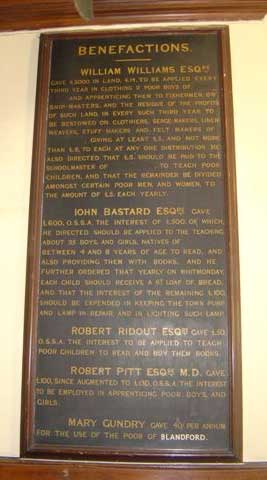 BENEFACTIONS.
WILLIAM WILLIAMS ESQRE
GAVE £3000 IN LAND, £14, TO BE APPLIED EVERY
THIRD YEAR IN CLOTHING 2 POOR BOYS OF
AND APPRENTICING THEM TO FISHERMEN OR
SHIP-MASTERS, AND THE RESIDUE OF THE PROFITS
OF SUCH LAND, IN EVERY SUCH THIRD YEAR TO
BE BESTOWED ON CLOTHIERS, SERGE MAKERS, LINEN
WEAVERS, STUFF MAKERS AND FELT MAKERS OF
, GIVING AT LEAST £5, AND NOT MORE
THAN £8, TO EACH AT ANY ONE DISTRIBUTION. HE
ALSO DIRECTED THAT £5. SHOULD BE PAID TO THE
SCHOOLMASTER OF TO TEACH POOR
CHILDREN, AND THAT THE REMAINDER BE DIVIDED
AMONGST CERTAIN POOR MEN, AND WOMEN, TO
THE AMOUNT OF £5. EACH YEARLY.
JOHN BASTARD ESQRE GAVE
£600, O.S.S.A. THE INTEREST OF £500, OF WHICH,
HE DIRECTED SHOULD BE APPLIED TO THE TEACHING
ABOUT 35 BOYS, AND GIRLS, NATIVES OF
BETWEEN 4 AND 8 YEARS OF AGE TO READ, AND
ALSO PROVIDING THEM WITH BOOKS, AND HE
FURTHER ORDERED THAT YEARLY ON WHITMONDAY,
EACH CHILD SHOULD RECEIVE A 6D LOAF OF BREAD,
AND THAT THE INTEREST OF THE REMAINING £100,
SHOULD BE EXPENDED IN KEEPING THE TOWN PUMP
AND LAMP IN REPAIR, AND IN LIGHTING SUCH LAMP.
ROBERT RIDOUT ESQRE GAVE £50
O.S.S.A. THE INTEREST TO BE APPLIED TO TEACH
POOR CHILDREN TO READ AND BUY THEM BOOKS.
ROBERT PITT ESQRE M.D. GAVE
£100, SINCE AUGMENTED TO £110, O.S.S.A. THE INTEREST
TO BE EMPLOYED IN APPRENTICING POOR BOYS, AND
GIRLS.
MARY GUNDRY GAVE PER ANNUM
FOR THE USE OF THE POOR OF BLANDFORD.